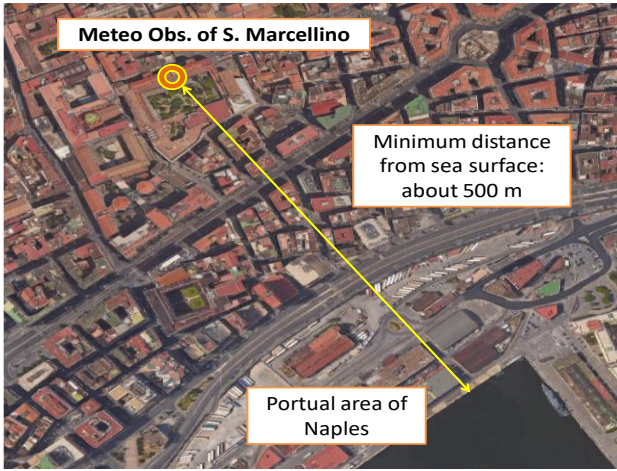 Meteo Obs. of S. Marcellino
Minimum distance
from sea surface:
about 500 m
Portual area of
Naples